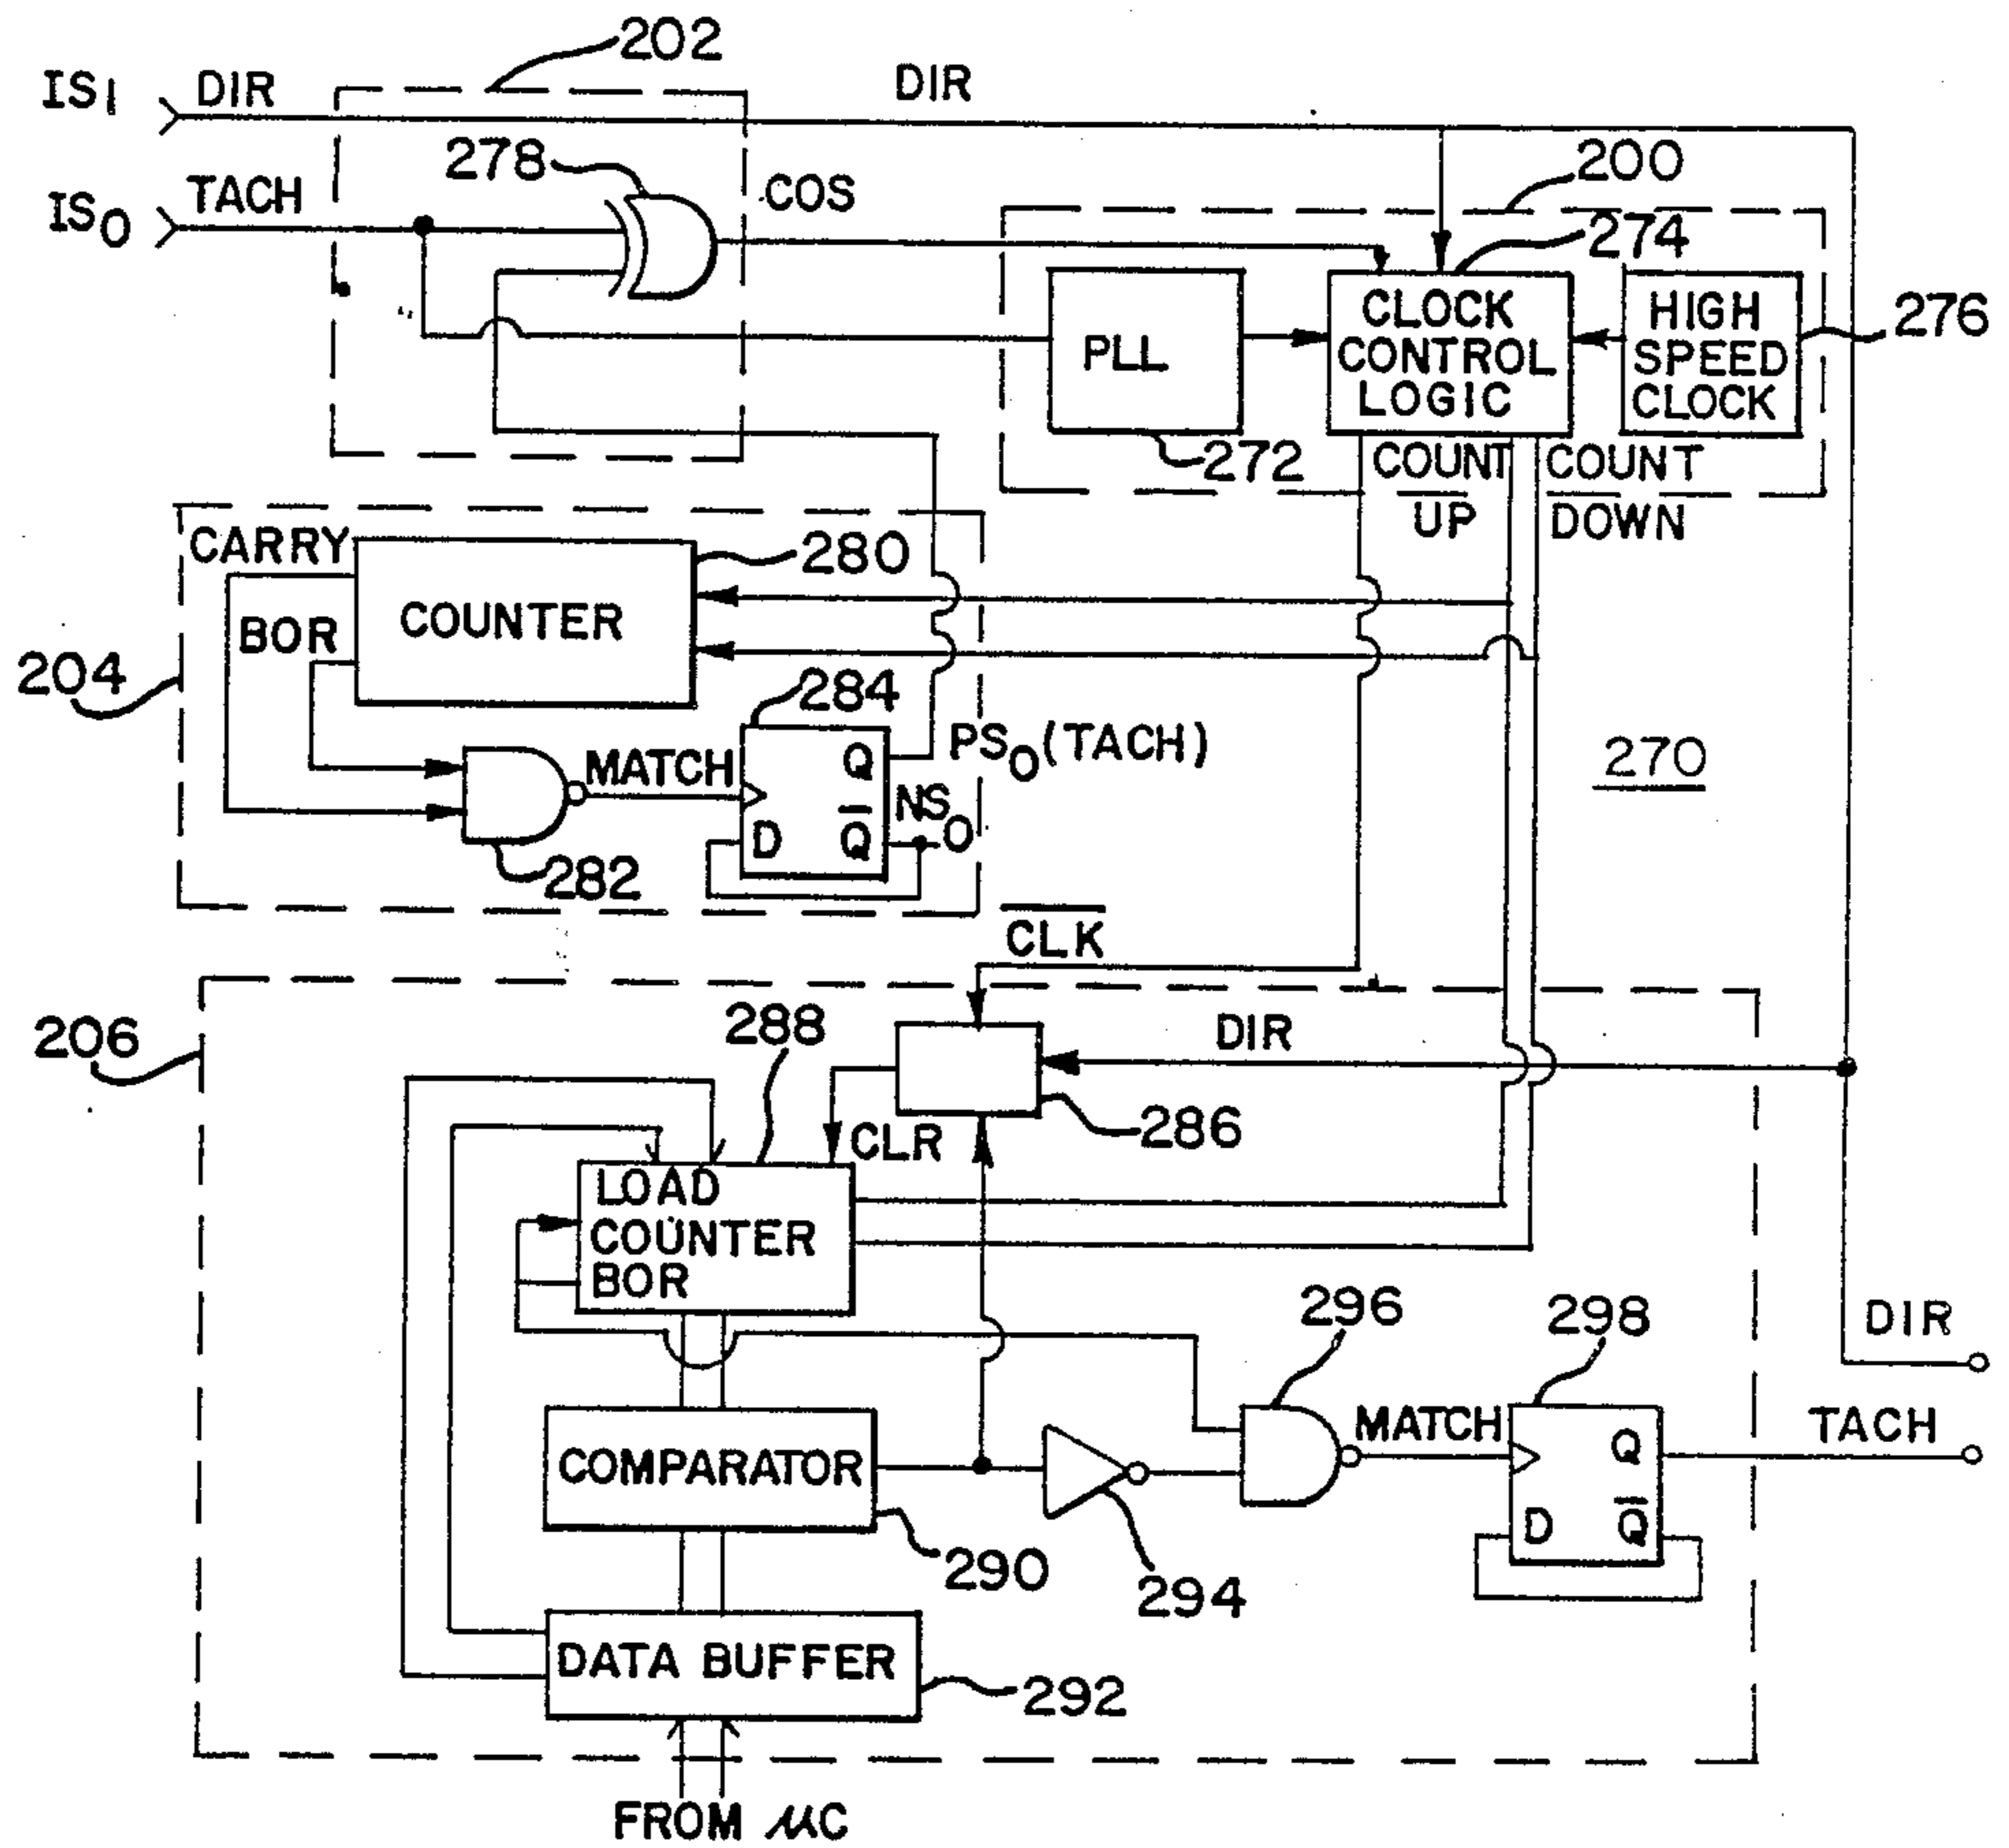 202
IS1 DIR
DIR
278
200
IS0 TACH
COS
274
PLL
CLOCK
CONTROL
LOGIC
HIGH
SPEED
CLOCK
276
272
COUNT
UP
COUNT
DOWN
CARRY
280
COUNTER
BOR
204
284
MATCH
Q
PS0 (TACH)
270
NS0
D
Q̅
282
C̅L̅K̅
206
288
DIR
286
CLR
LOAD
COUNTER
BOR
296
298
DIR
MATCH
Q
TACH
COMPARATOR
D
Q̅
290
294
DATA BUFFER
292
FROM μC